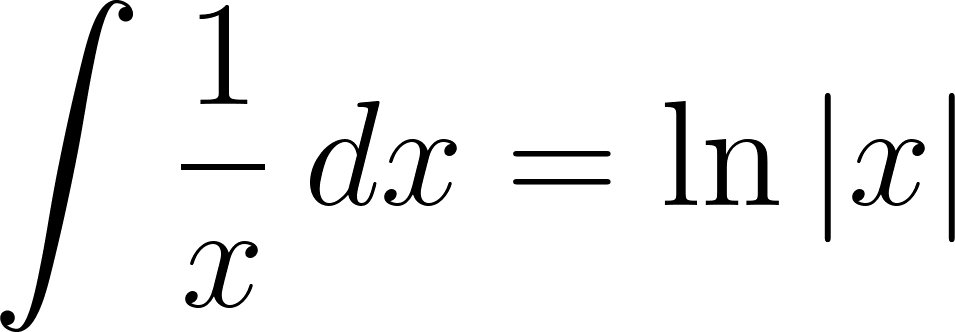 ∫ 1/x dx = ln |x|